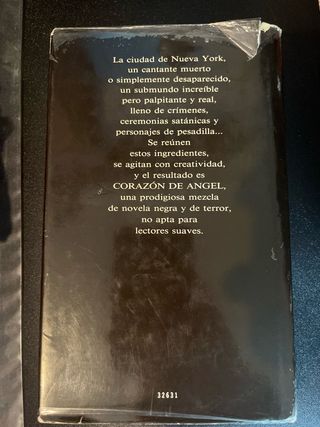 La ciudad de Nueva York,
un cantante muerto
o simplemente desaparecido,
un submundo increíble
pero palpitante y real,
lleno de crímenes,
ceremonias satánicas y
personajes de pesadilla...
Se reúnen
estos ingredientes,
se agitan con creatividad,
y el resultado es
CORAZÓN DE ANGEL,
una prodigiosa mezcla
de novela negra y de terror,
no apta para
lectores suaves.
32631